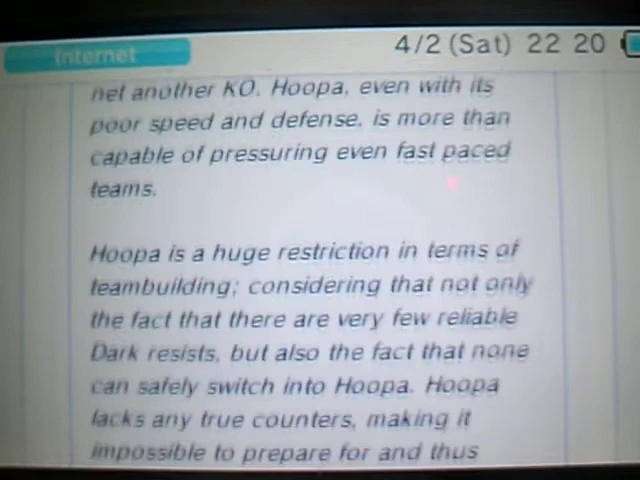 Internet
4/2 (Sat) 22 20
net another KO. Hoopa, even with its
poor speed and defense, is more than
capable of pressuring even fast paced
teams.
Hoopa is a huge restriction in terms of
teambuilding; considering that not only
the fact that there are very few reliable
Dark resists, but also the fact that none
can safely switch into Hoopa. Hoopa
lacks any true counters, making it
impossible to prepare for and thus